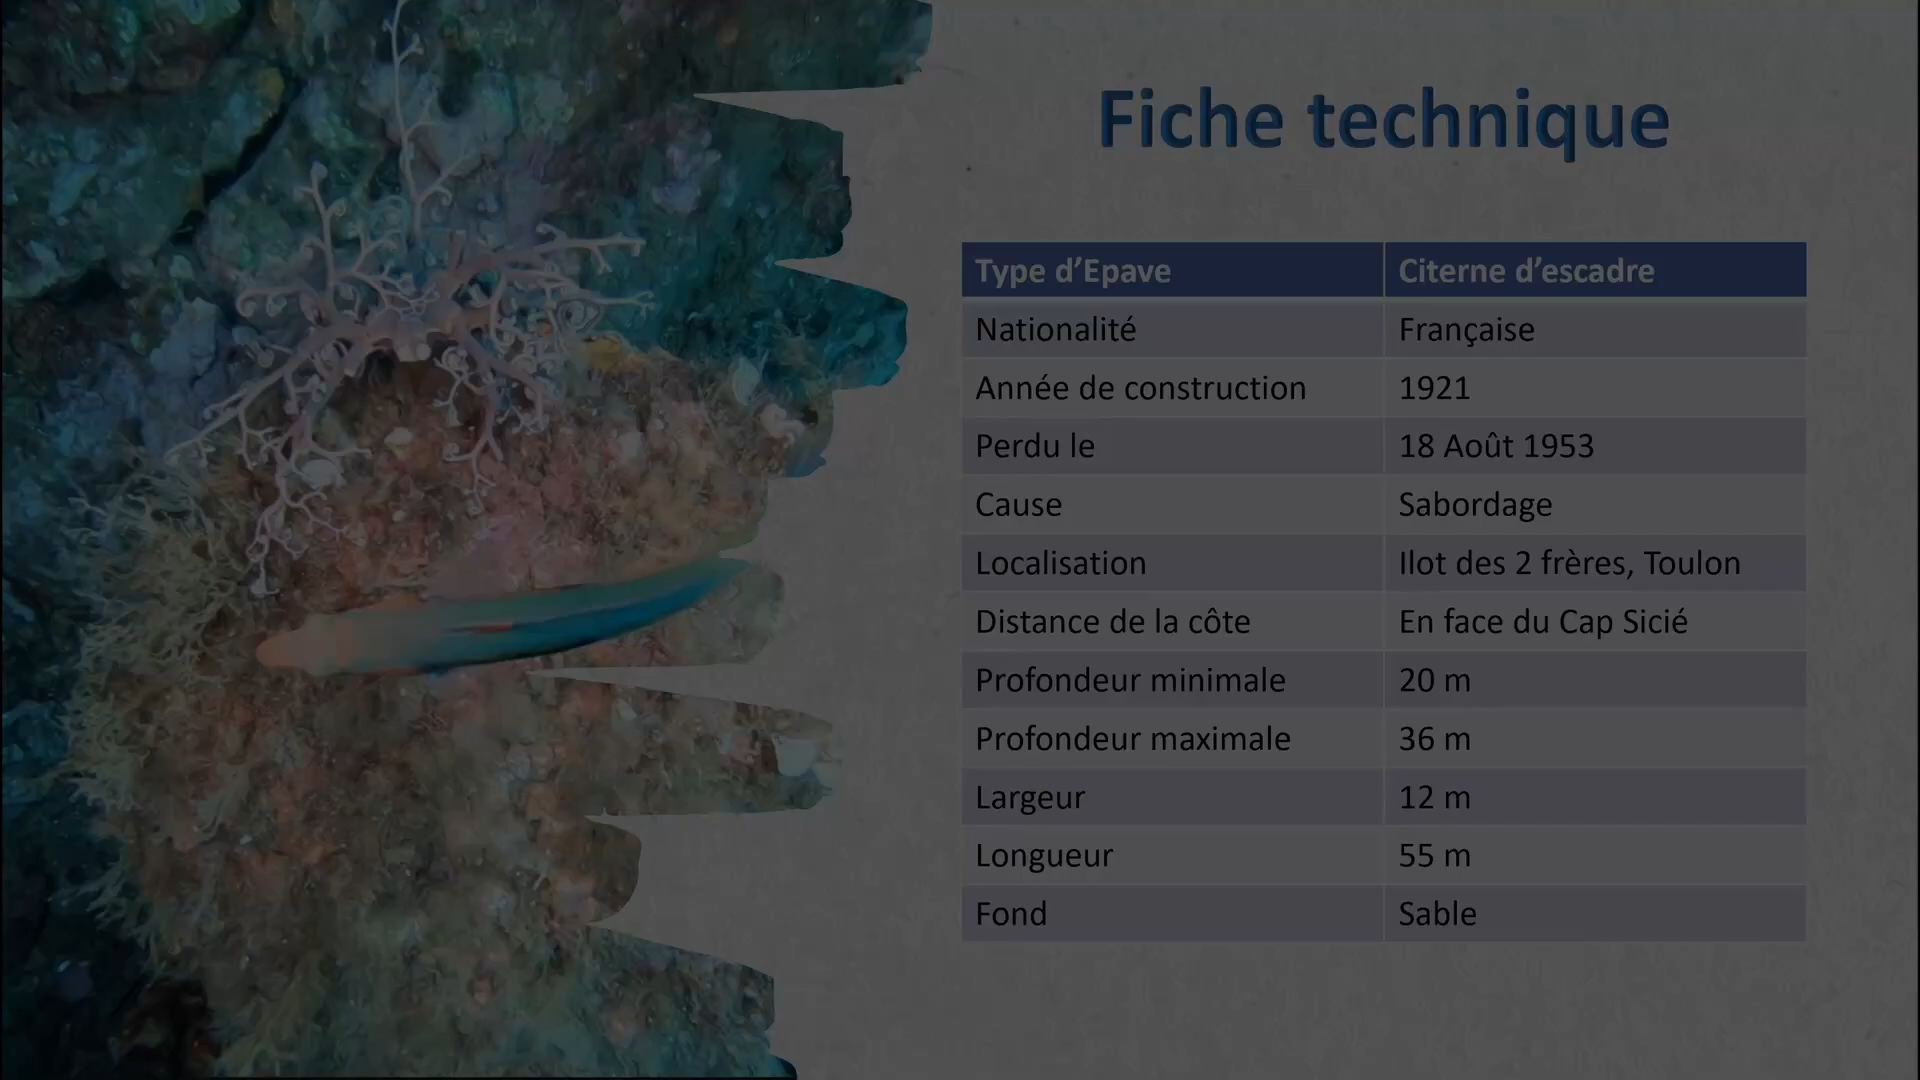 Fiche technique
Type d’Epave Citerne d’escadre
Nationalité Française
Année de construction 1921
Perdu le 18 Août 1953
Cause Sabordage
Localisation Ilot des 2 frères, Toulon
Distance de la côte En face du Cap Sicié
Profondeur minimale 20 m
Profondeur maximale 36 m
Largeur 12 m
Longueur 55 m
Fond Sable